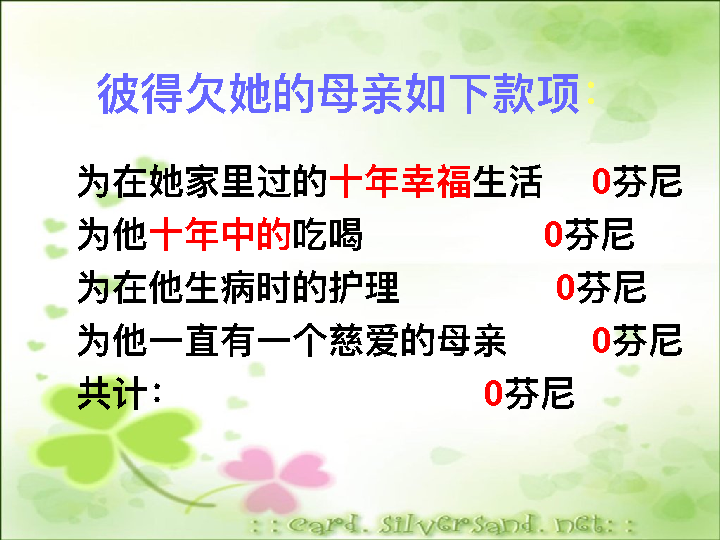 彼得欠她的母亲如下款项：
为在她家里过的十年幸福生活 0芬尼
为他十年中的吃喝 0芬尼
为在他生病时的护理 0芬尼
为他一直有一个慈爱的母亲 0芬尼
共计： 0芬尼
::card.silversand.net::